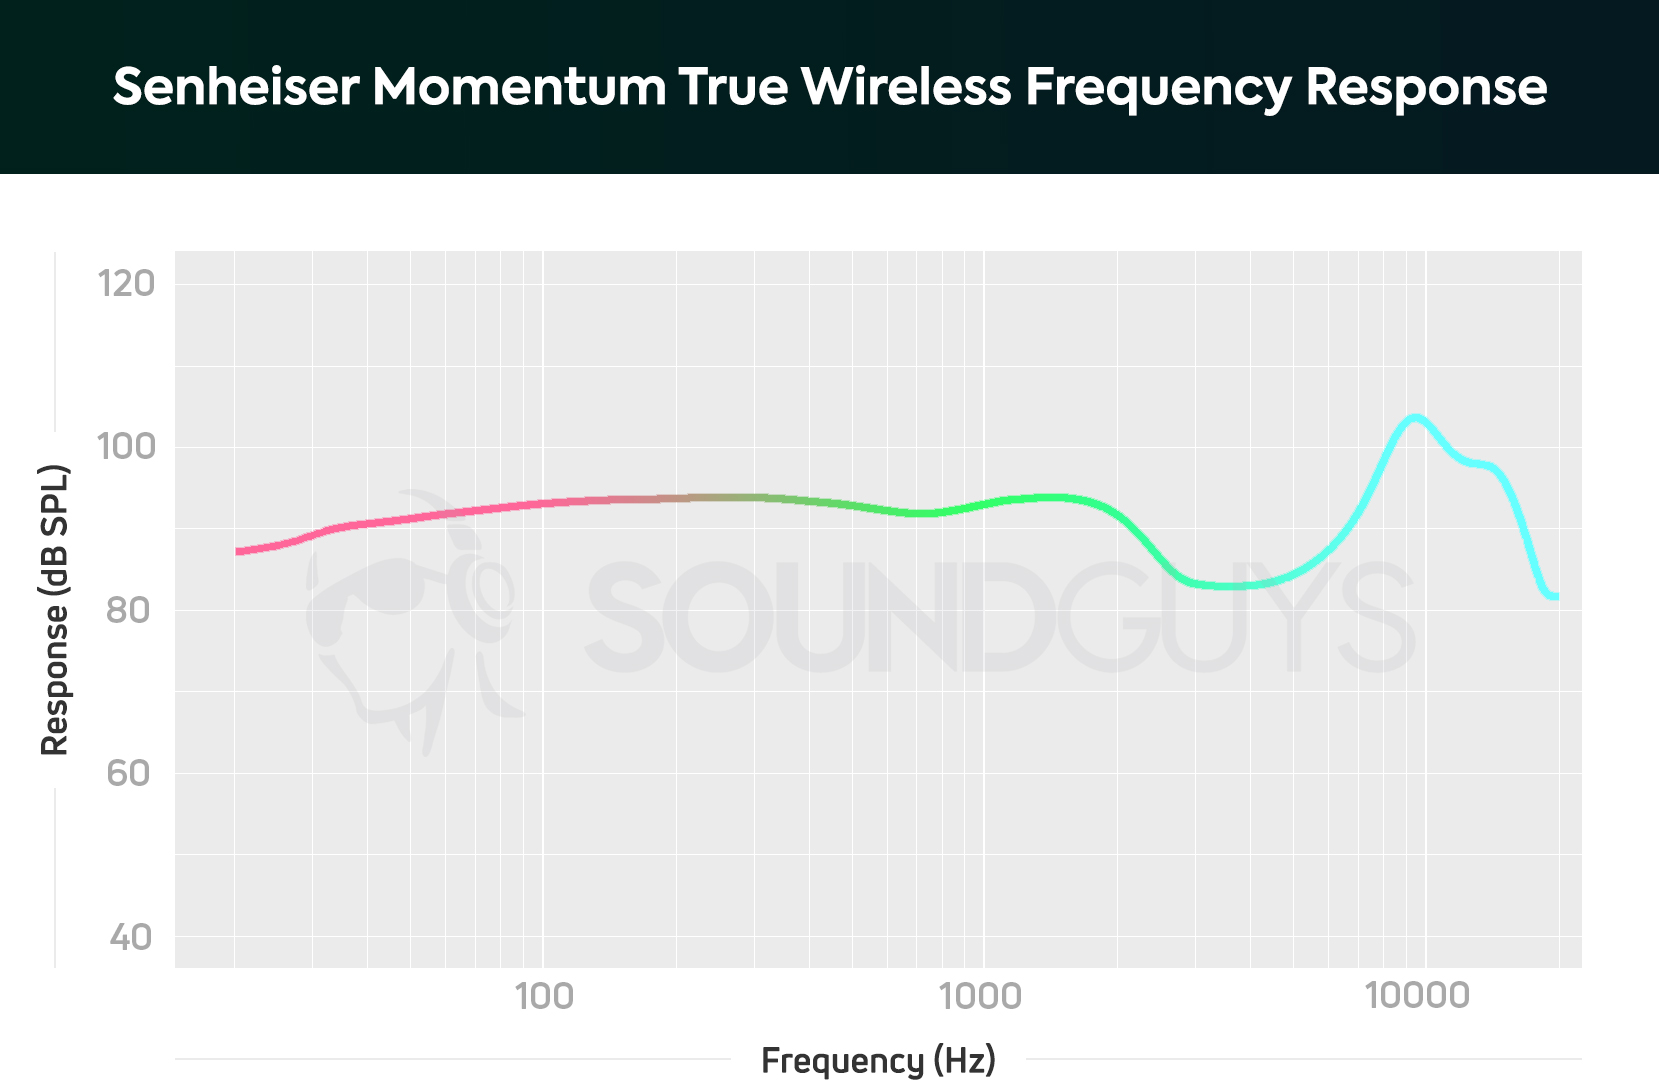 Senheiser Momentum True Wireless Frequency Response
120
100
80
60
40
Response (dB SPL)
SOUNDGUYS
100
1000
10000
Frequency (Hz)